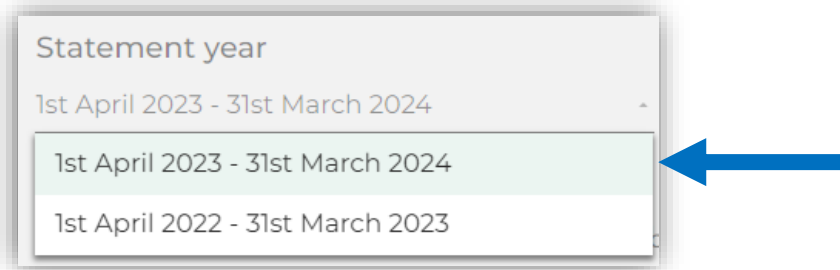 Statement year
1st April 2023 - 31st March 2024
1st April 2023 - 31st March 2024
1st April 2022 - 31st March 2023